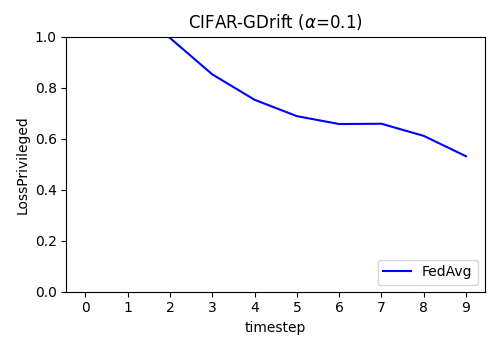 CIFAR-GDrift (α=0.1)
LossPrivileged
1.0
0.8
0.6
0.4
0.2
0.0
0 1 2 3 4 5 6 7 8 9
timestep
FedAvg